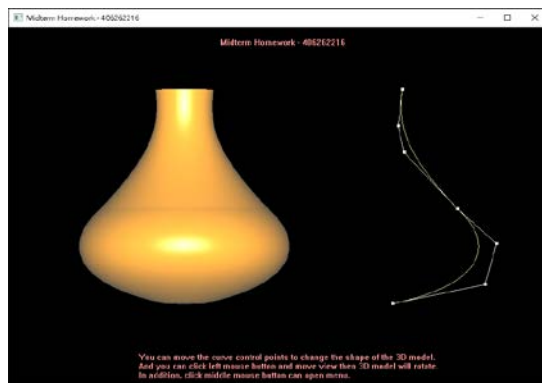 Midterm Homework - 406262216
Midterm Homework - 406262216
You can move the curve control points to change the shape of the 3D model.
And you can click left mouse button and move view then 3D model will rotate.
In addition, click middle mouse button can open menu.